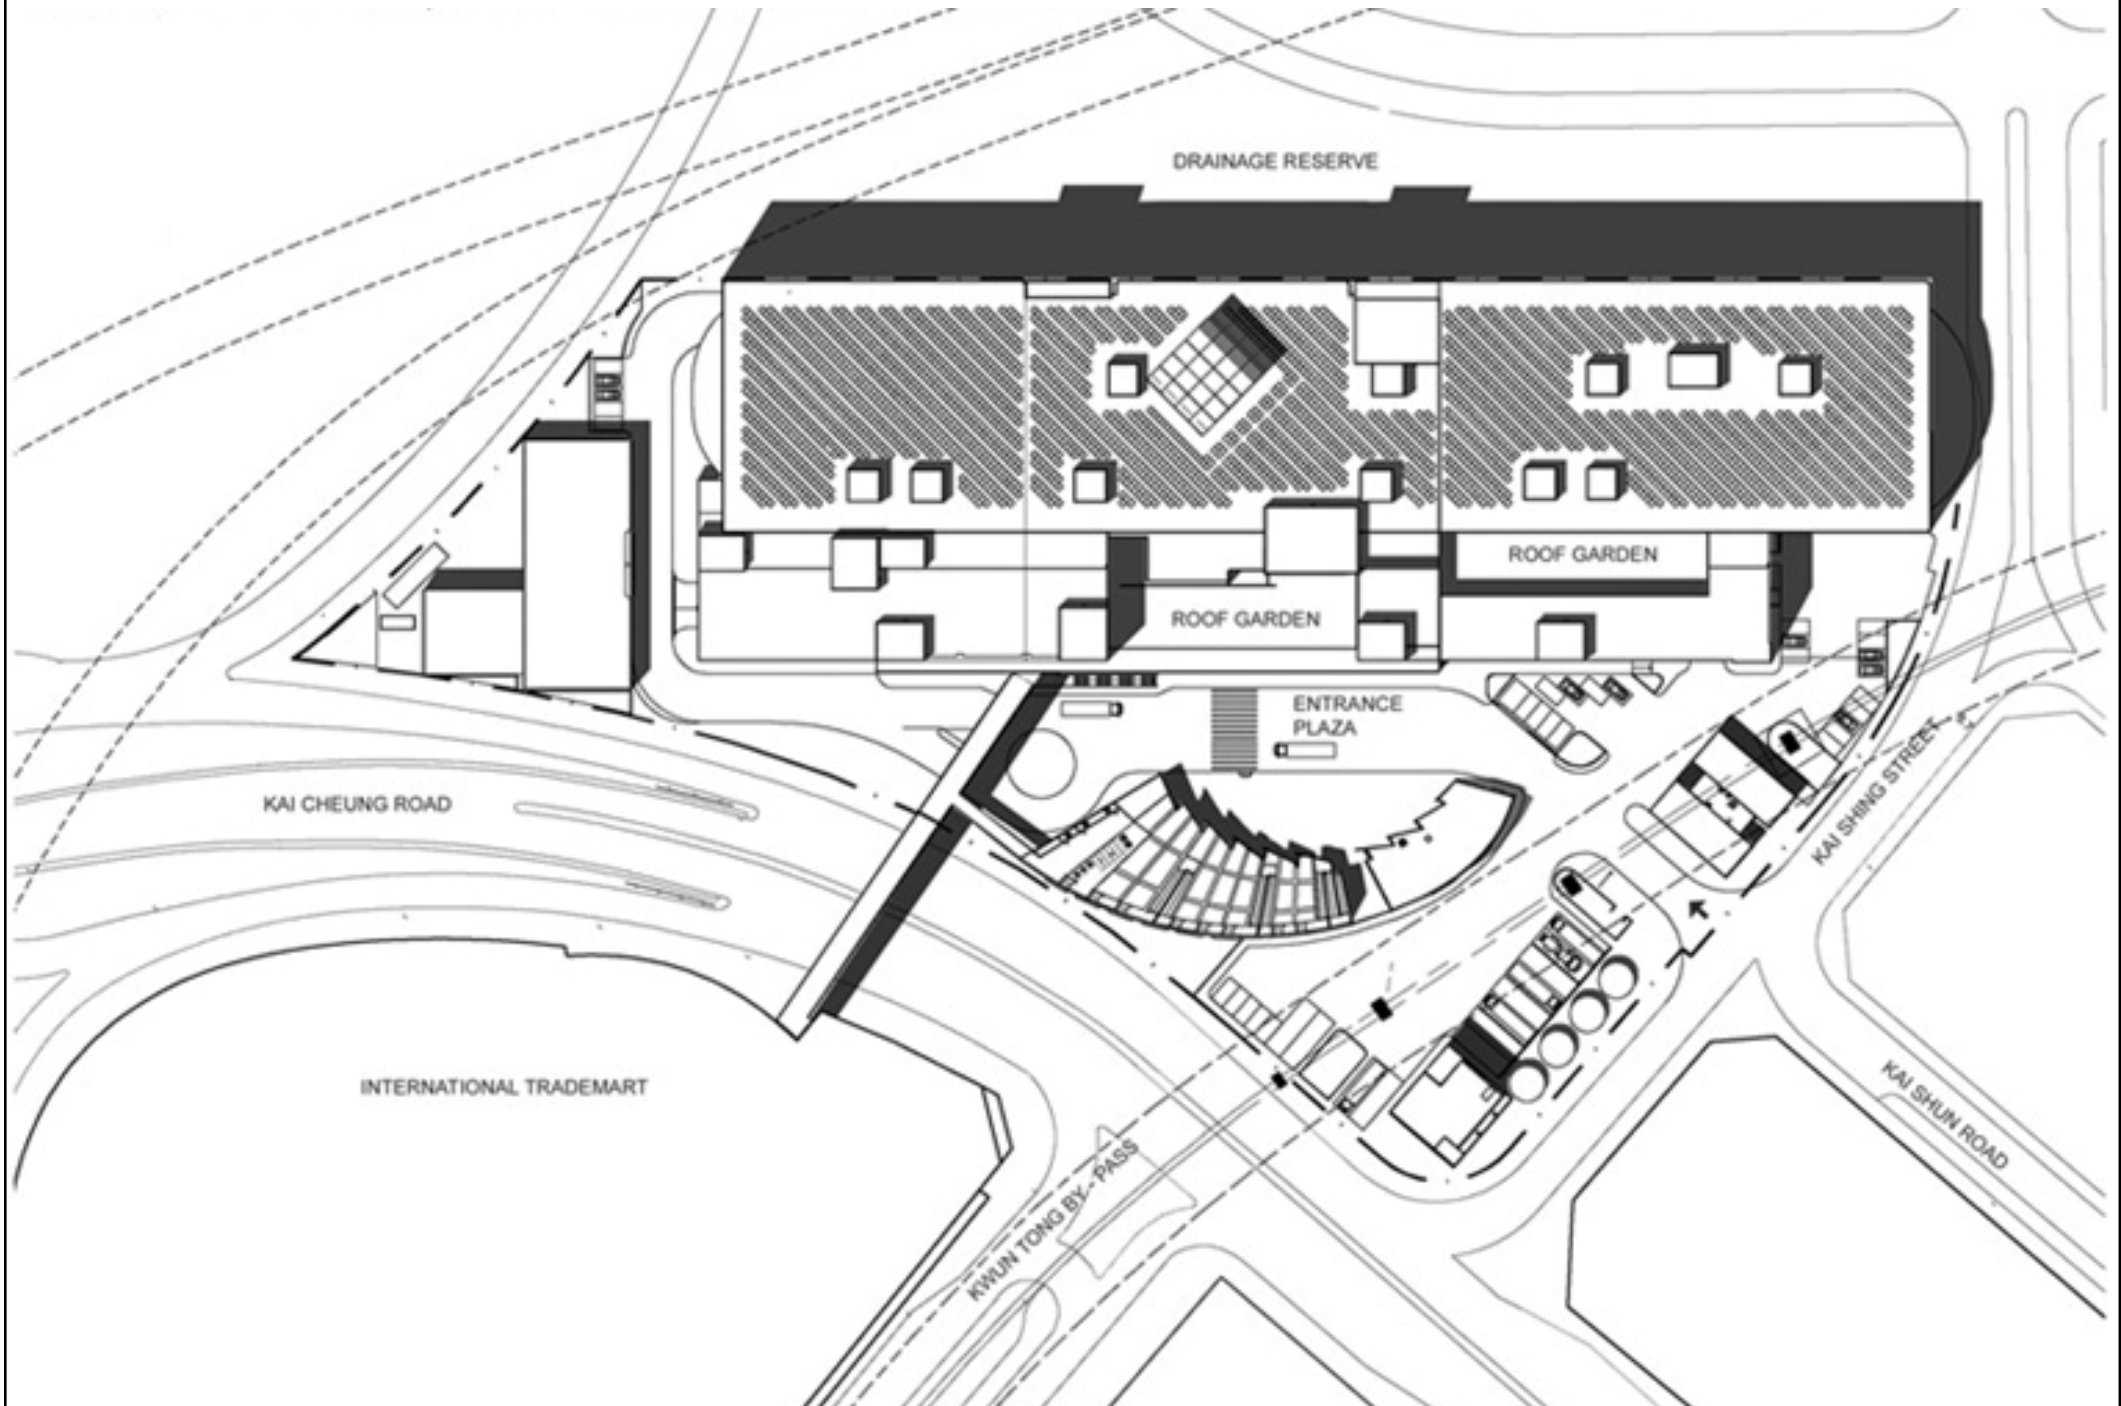 DRAINAGE RESERVE
ROOF GARDEN
ROOF GARDEN
ENTRANCE
PLAZA
KAI CHEUNG ROAD
KAI SHING STREET
INTERNATIONAL TRADEMART
KAI SHUN ROAD
KWUN TONG BY - PASS